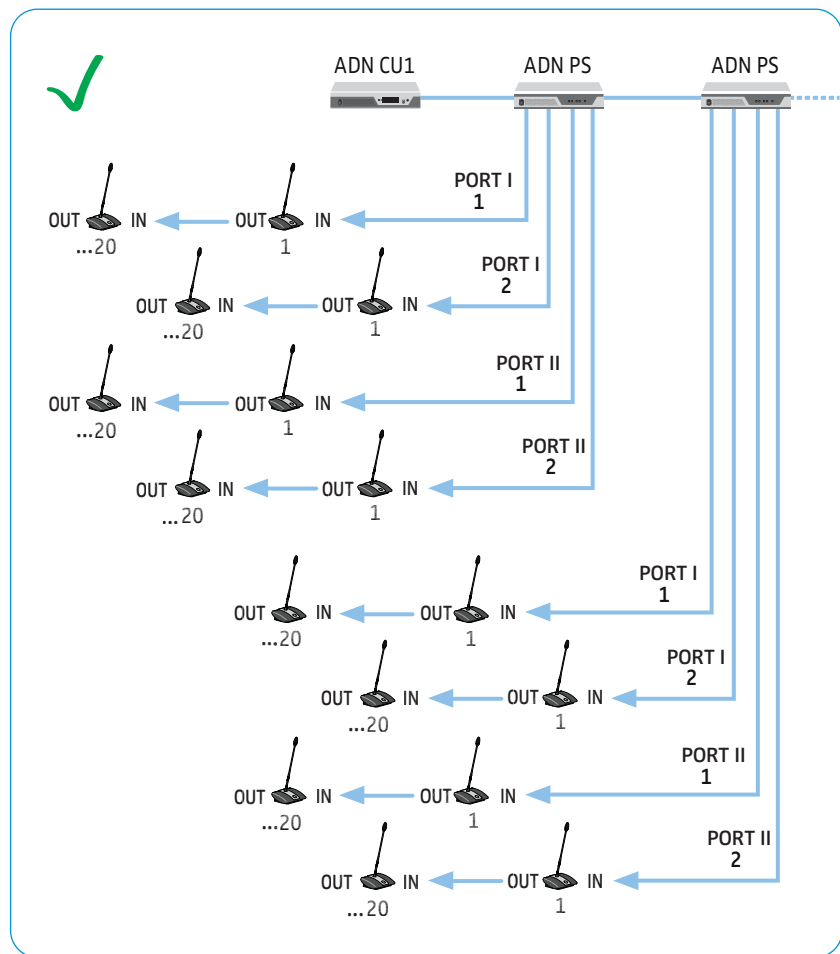 ADN CU1 ADN PS ADN PS
PORT I
1
OUT IN OUT IN
...20 1
PORT I
2
OUT IN OUT IN
...20 1
PORT II
1
OUT IN OUT IN
...20 1
PORT II
2
OUT IN OUT IN
...20 1
PORT I
1
OUT IN OUT IN
...20 1
PORT I
2
OUT IN OUT IN
...20 1
PORT II
1
OUT IN OUT IN
...20 1
PORT II
2
OUT IN OUT IN
...20 1